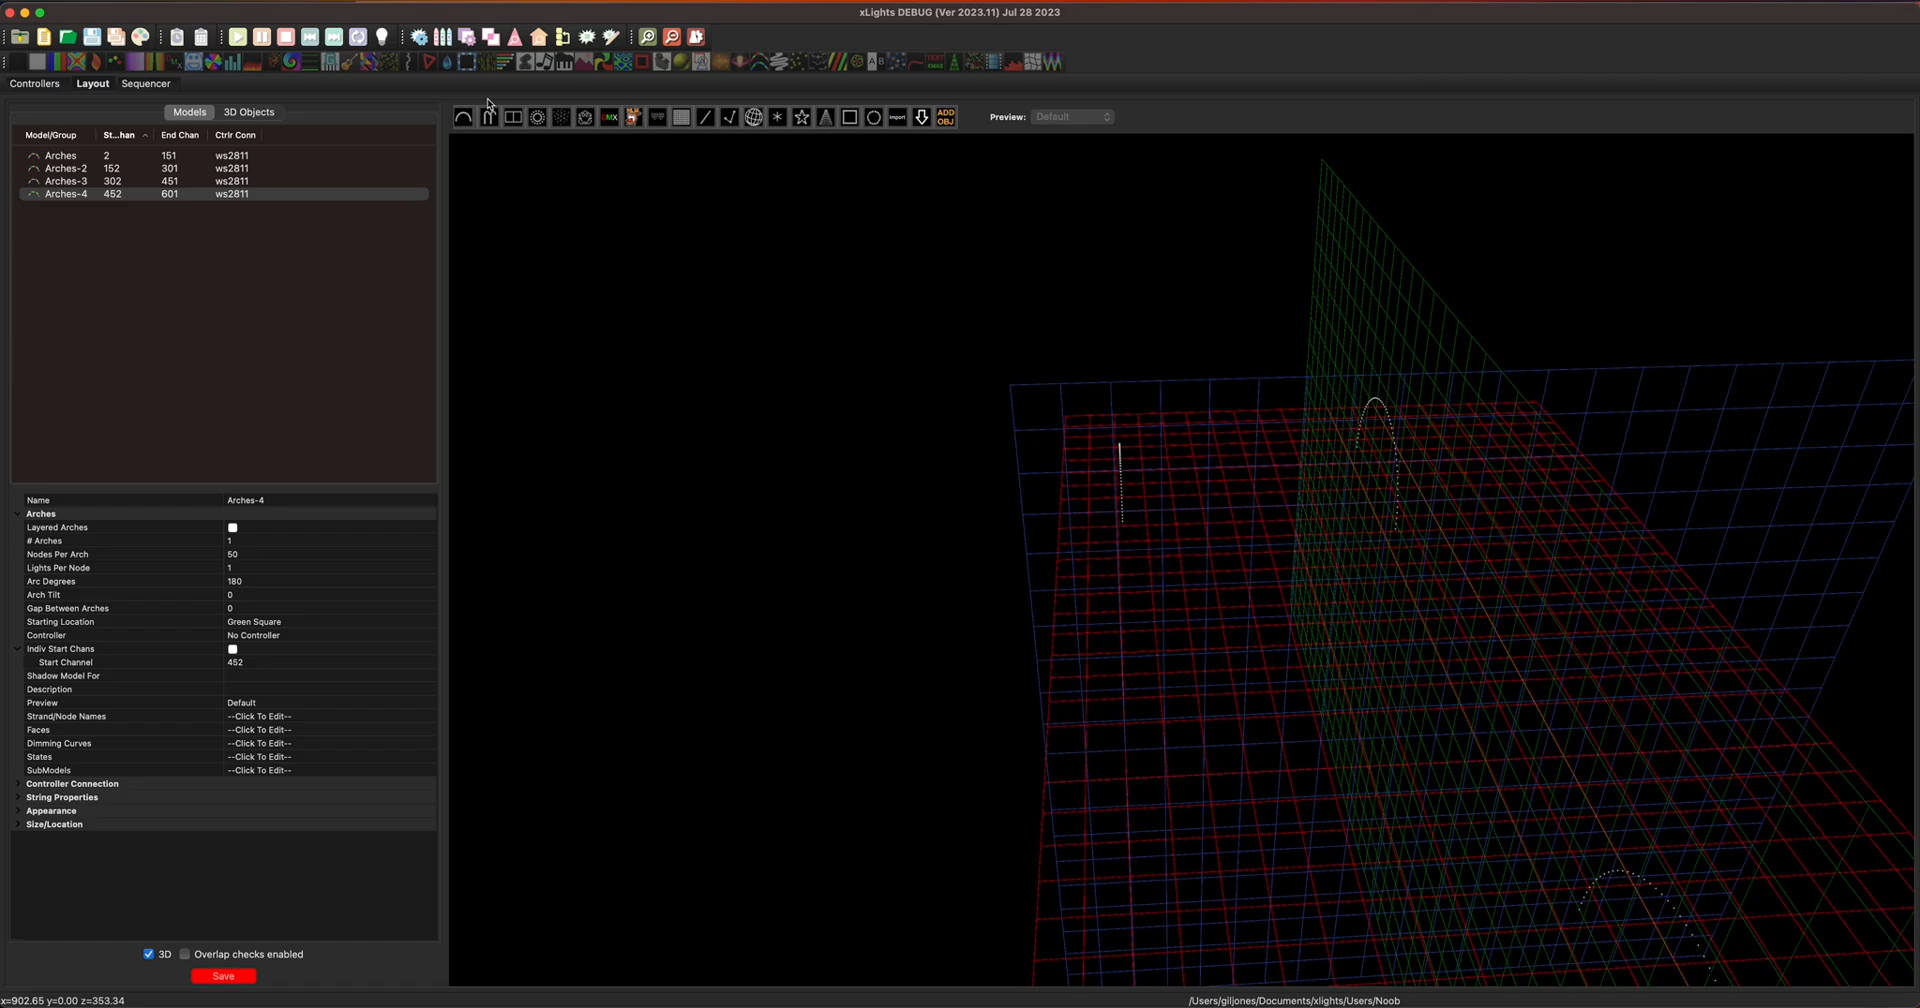 xLights DEBUG (Ver 2023.11) Jul 28 2023
Controllers Layout Sequencer
Models 3D Objects
DMX import ADD OBJ Preview: Default
Model/Group St...han End Chan Ctrlr Conn
Arches 2 151 ws2811
Arches-2 152 301 ws2811
Arches-3 302 451 ws2811
Arches-4 452 601 ws2811
Name Arches-4
Arches
Layered Arches
# Arches 1
Nodes Per Arch 50
Lights Per Node 1
Arc Degrees 180
Arch Tilt 0
Gap Between Arches 0
Starting Location Green Square
Controller No Controller
Indiv Start Chans
Start Channel 452
Shadow Model For
Description
Preview Default
Strand/Node Names --Click To Edit--
Faces --Click To Edit--
Dimming Curves --Click To Edit--
States --Click To Edit--
SubModels --Click To Edit--
Controller Connection
String Properties
Appearance
Size/Location
3D Overlap checks enabled
Save
x=902.65 y=0.00 z=353.34 /Users/giljones/Documents/xlights/Users/Noob